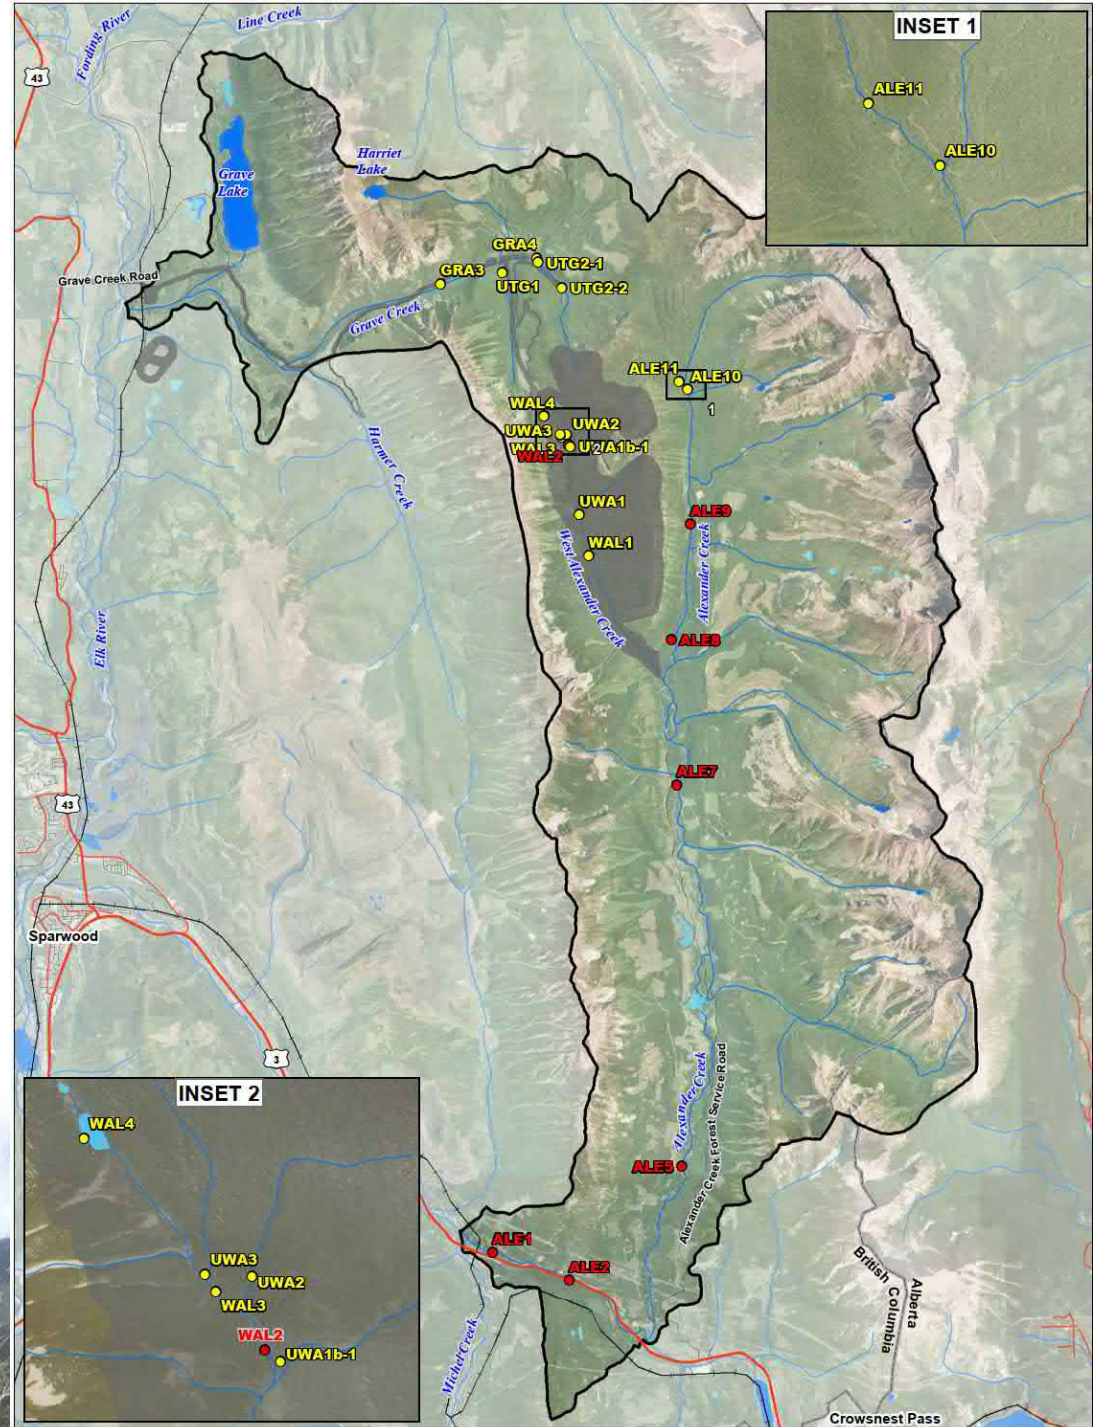 Line Creek
INSET 1
Fording River
43
ALE11
ALE10
Harriet
Lake
Grave
Lake
GRA4
UTG2-1
Grave Creek Road
GRA3
UTG1
UTG2-2
Grave Creek
ALE11
ALE10
1
WAL4
UWA3
UWA2
WAL3
2
UWA1b-1
WAL2
Harmer Creek
UWA1
ALE9
WAL1
West Alexander Creek
Alexander Creek
Elk River
ALE8
ALE7
43
Sparwood
3
Alexander Creek
Alexander Creek Forest Service Road
INSET 2
WAL4
ALE5
UWA3
UWA2
WAL3
WAL2
UWA1b-1
ALE1
ALE2
British Columbia
Alberta
Michel Creek
Crowsnest Pass